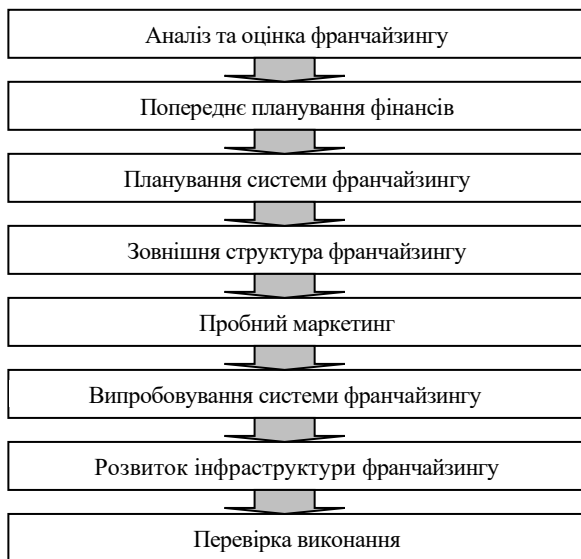 Аналіз та оцінка франчайзингу
Попереднє планування фінансів
Планування системи франчайзингу
Зовнішня структура франчайзингу
Пробний маркетинг
Випробовування системи франчайзингу
Розвиток інфраструктури франчайзингу
Перевірка виконання